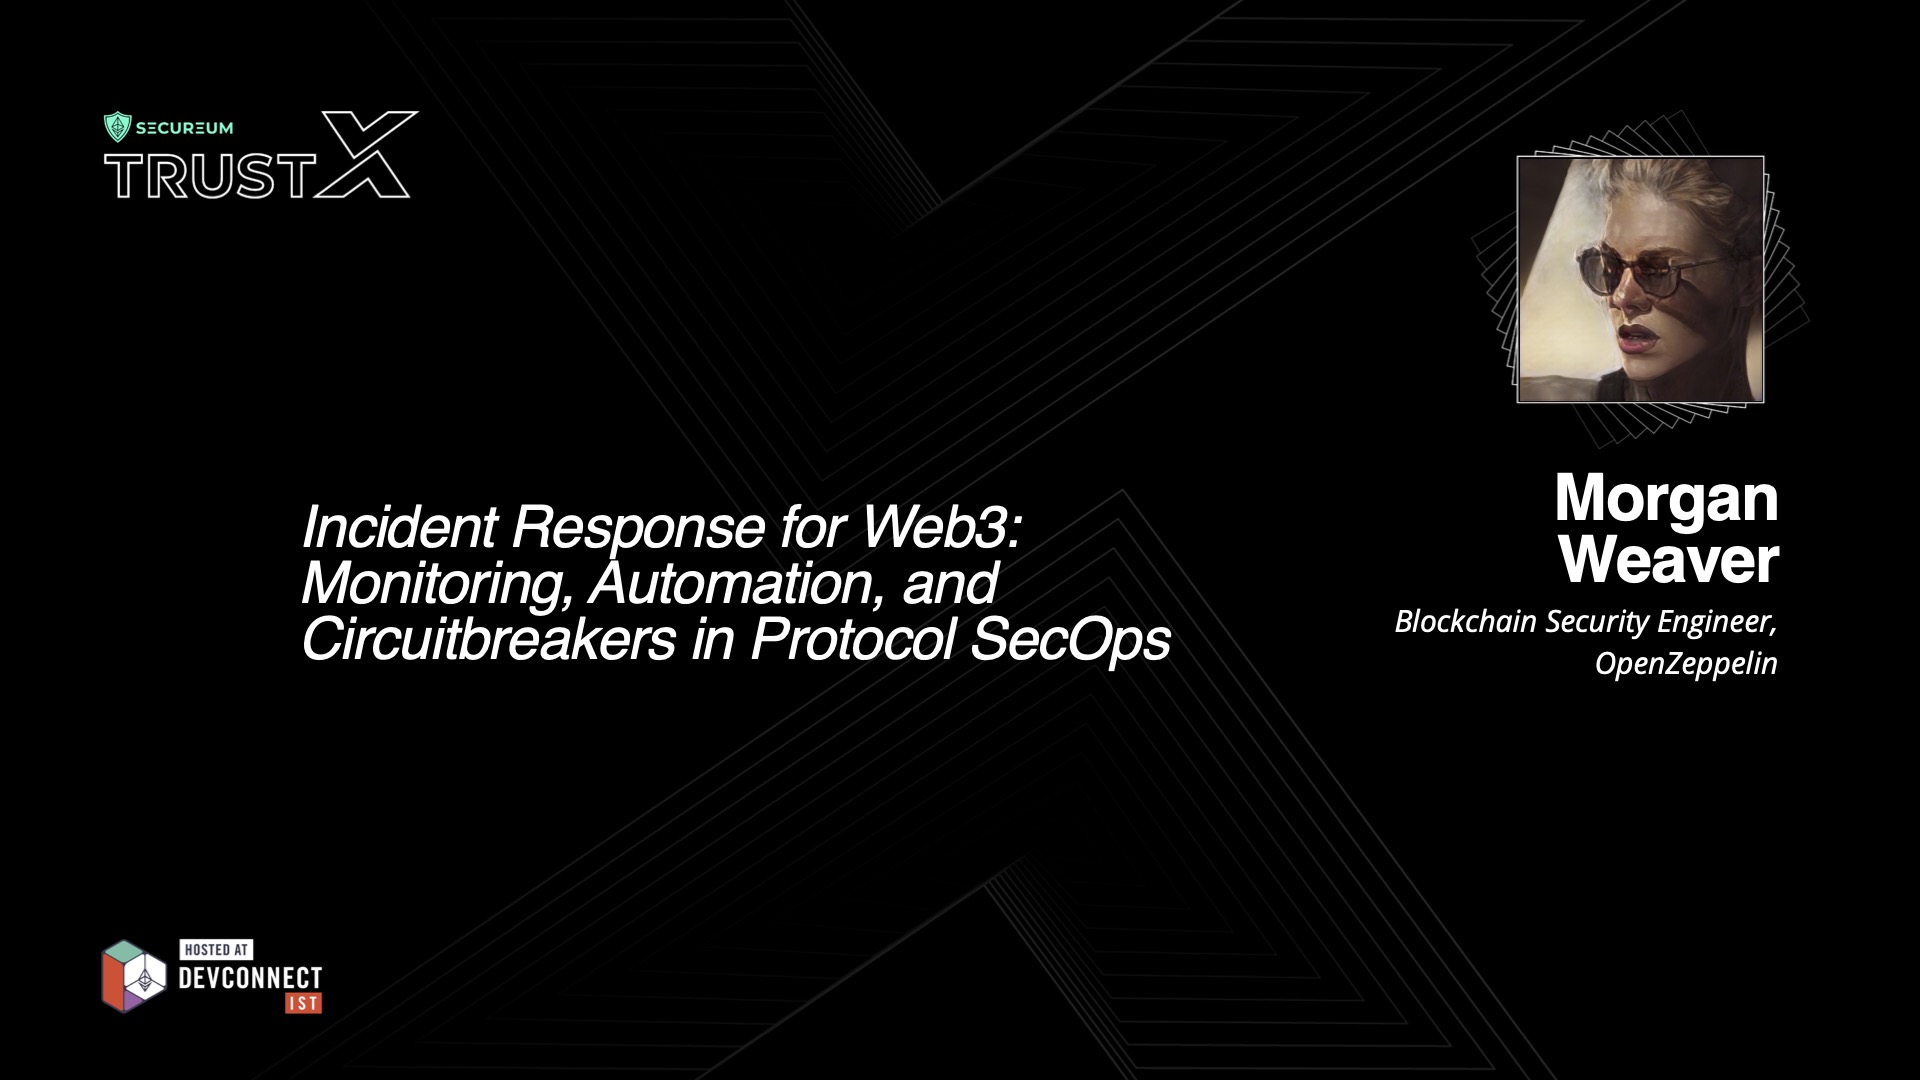 SECUREUM
TRUSTX
Incident Response for Web3:
Monitoring, Automation, and
Circuitbreakers in Protocol SecOps
Morgan
Weaver
Blockchain Security Engineer,
OpenZeppelin
HOSTED AT
DEVCONNECT
IST